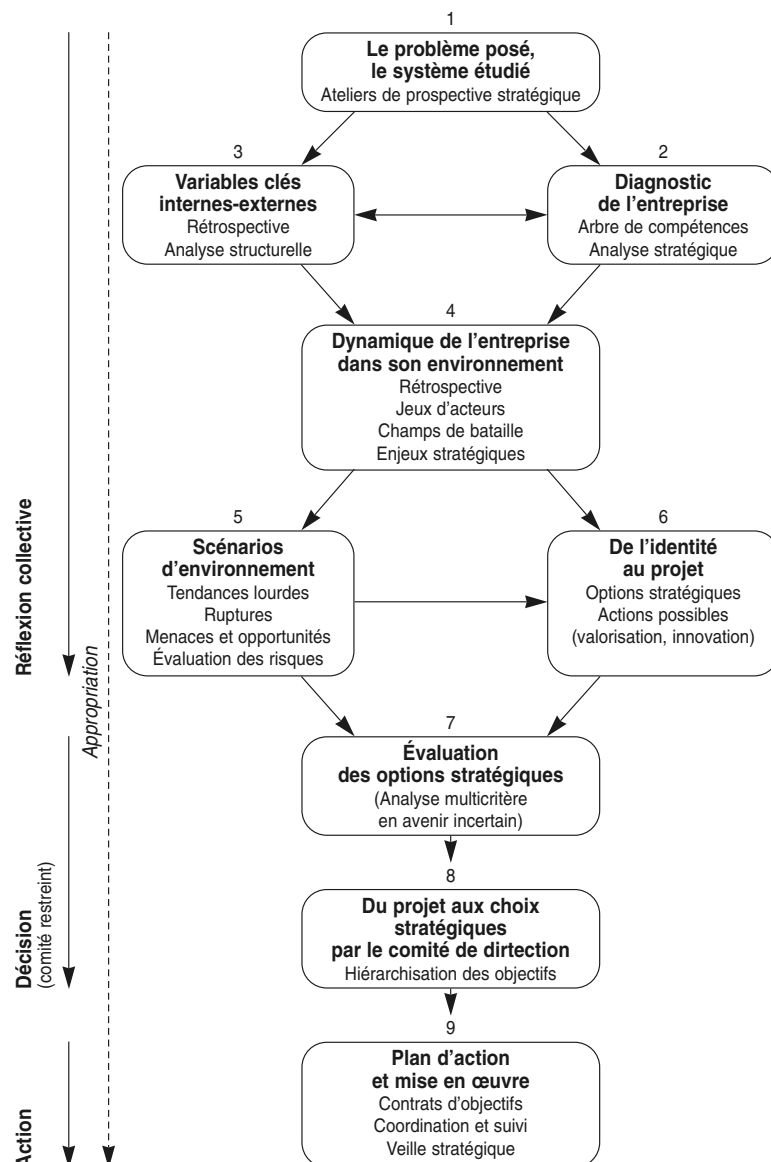 1
Le problème posé,
le système étudié
Ateliers de prospective stratégique
3
Variables clés
internes-externes
Rétrospective
Analyse structurelle
2
Diagnostic
de l'entreprise
Arbre de compétences
Analyse stratégique
4
Dynamique de l'entreprise
dans son environnement
Rétrospective
Jeux d'acteurs
Champs de bataille
Enjeux stratégiques
5
Scénarios
d'environnement
Tendances lourdes
Ruptures
Menaces et opportunités
Évaluation des risques
6
De l'identité
au projet
Options stratégiques
Actions possibles
(valorisation, innovation)
7
Évaluation
des options stratégiques
(Analyse multicritère
en avenir incertain)
8
Du projet aux choix
stratégiques
par le comité de dirtection
Hiérarchisation des objectifs
9
Plan d'action
et mise en œuvre
Contrats d'objectifs
Coordination et suivi
Veille stratégique
Réflexion collective
Appropriation
Décision
(comité restreint)
Action